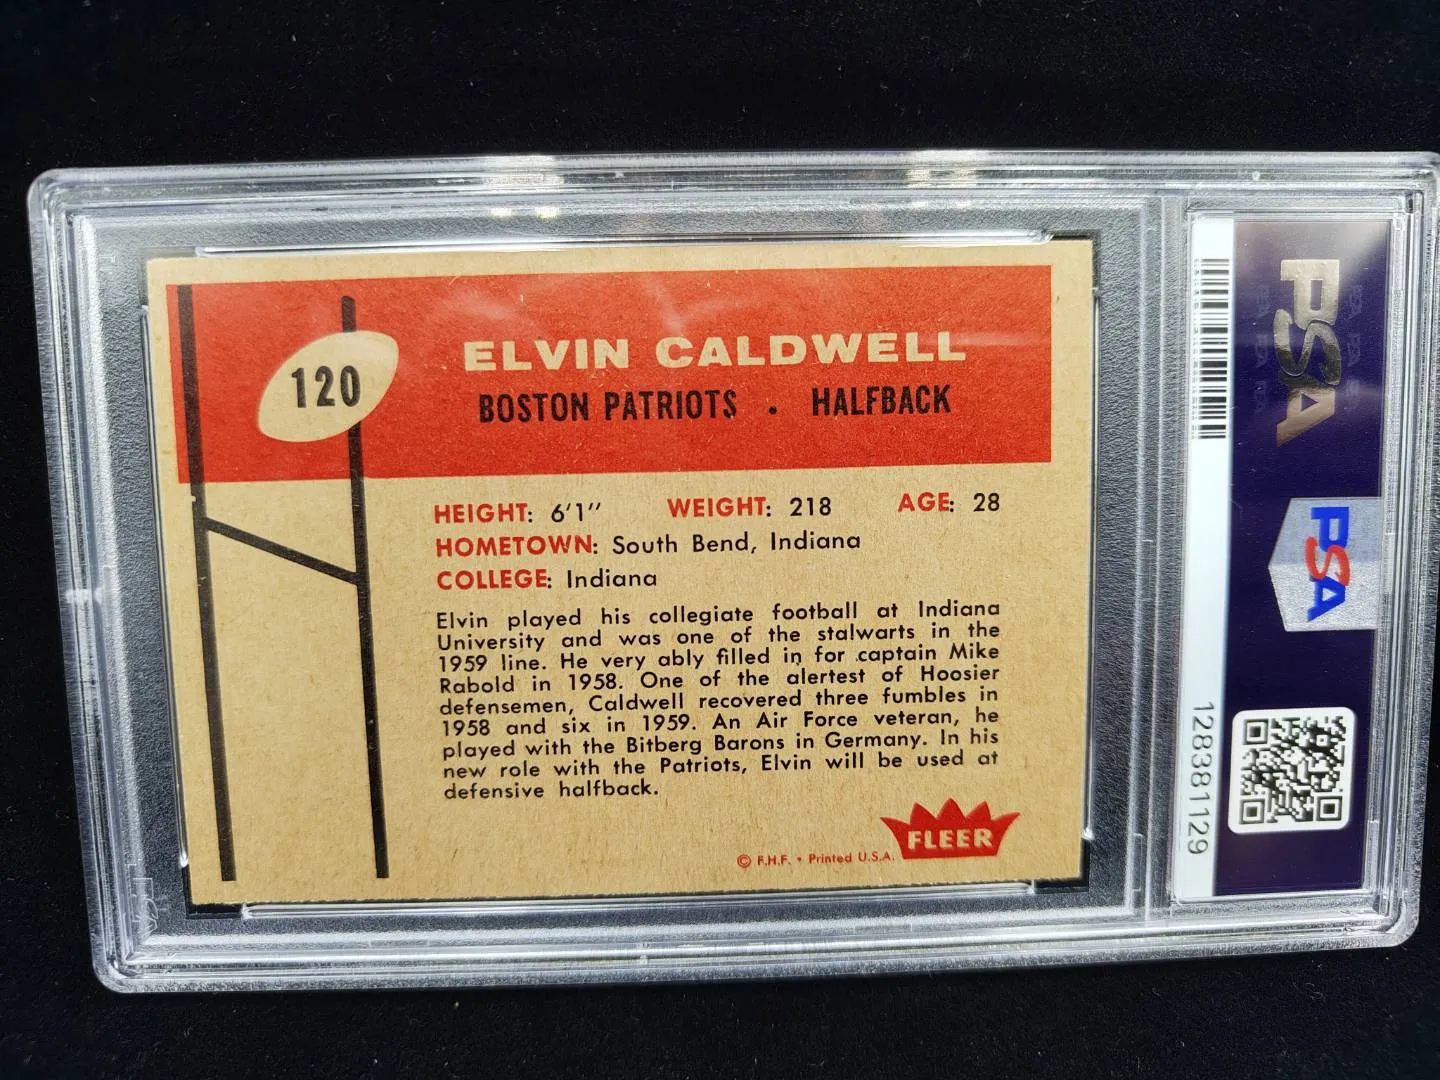 120
ELVIN CALDWELL
BOSTON PATRIOTS . HALFBACK
HEIGHT: 6'1" WEIGHT: 218 AGE: 28
HOMETOWN: South Bend, Indiana
COLLEGE: Indiana
Elvin played his collegiate football at Indiana
University and was one of the stalwarts in the
1959 line. He very ably filled in for captain Mike
Rabold in 1958. One of the alertest of Hoosier
defensemen, Caldwell recovered three fumbles in
1958 and six in 1959. An Air Force veteran, he
played with the Bitberg Barons in Germany. In his
new role with the Patriots, Elvin will be used at
defensive halfback.
FLEER
© F.H.F. • Printed U.S.A.
PSA
PSA
128381129